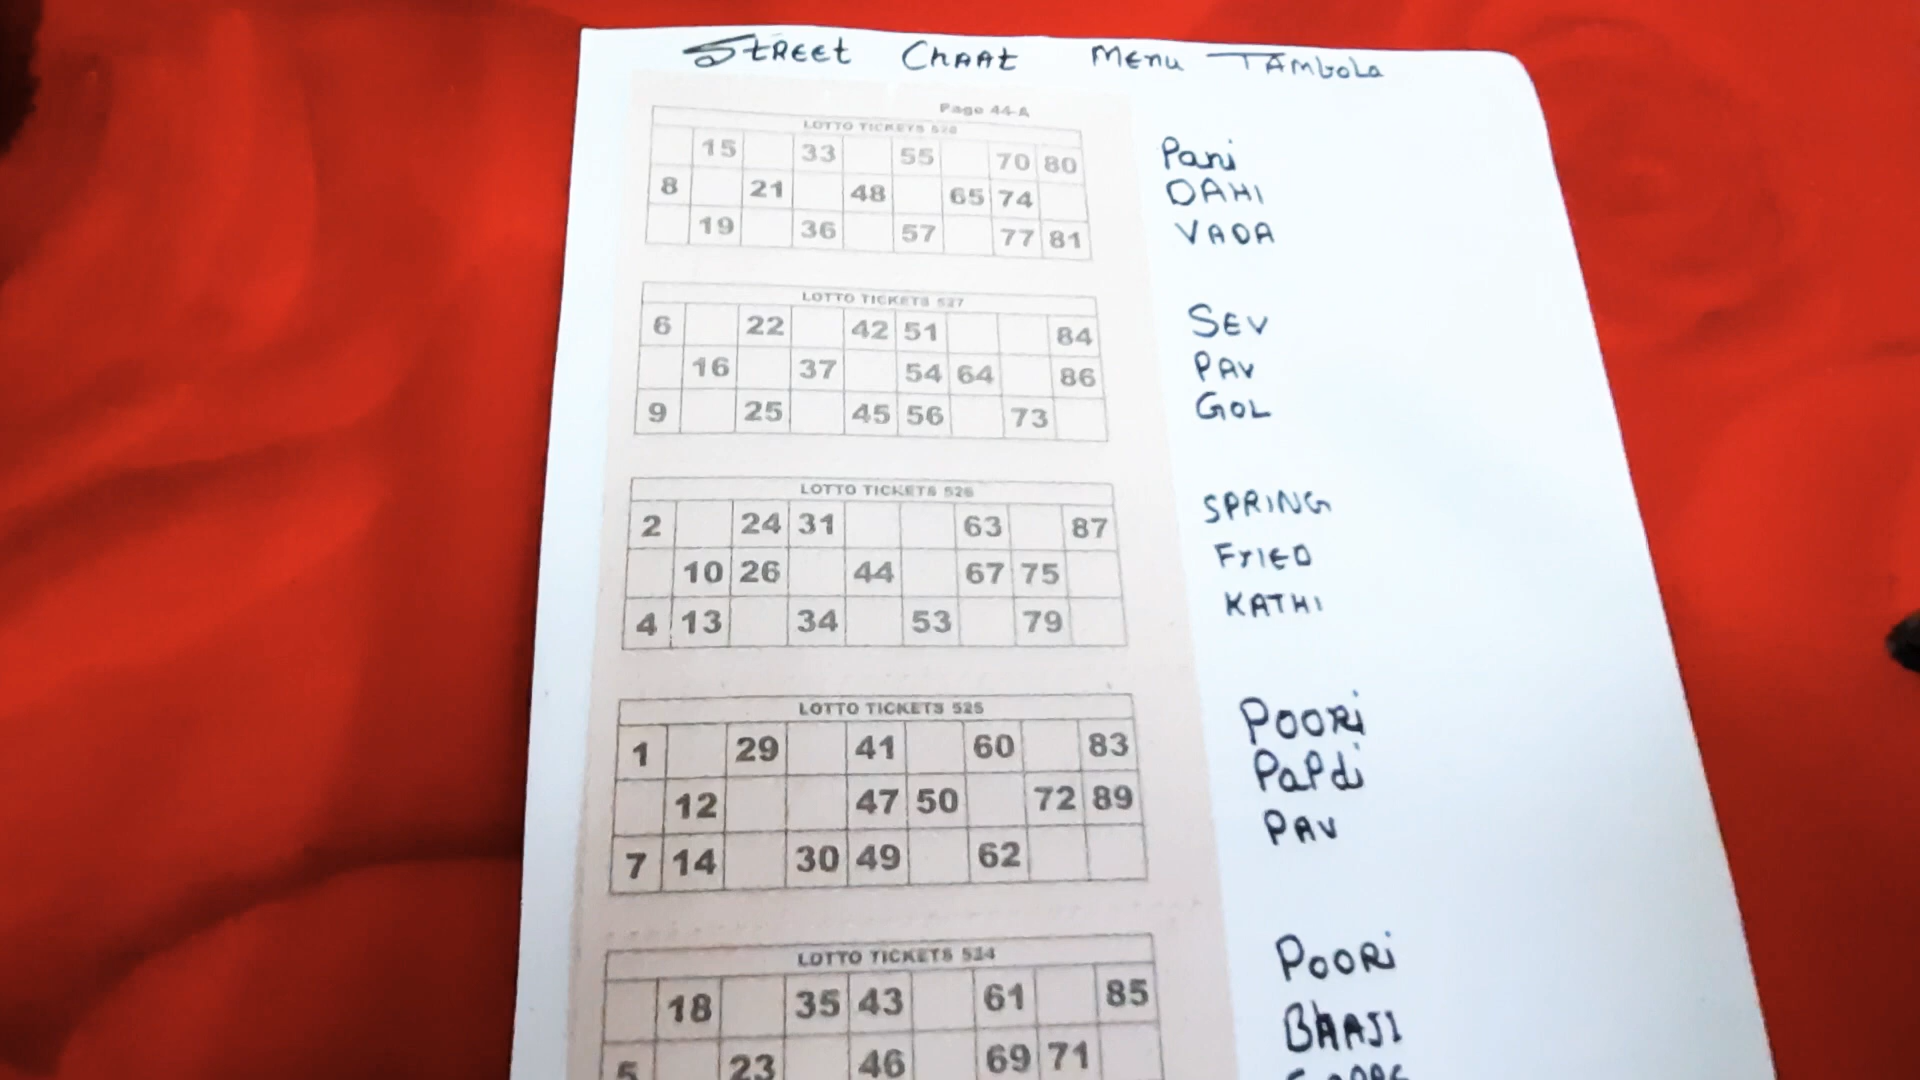 STREET CHAAT MENU TAMBOLA
Page 44-A
LOTTO TICKETS 528
15 33 55 70 80
8 21 48 65 74
19 36 57 77 81
Pani
DAHI
VADA
LOTTO TICKETS 527
6 22 42 51 84
16 37 54 64 86
9 25 45 56 73
SEV
PAV
GOL
LOTTO TICKETS 526
2 24 31 63 87
10 26 44 67 75
4 13 34 53 79
SPRING
FrIED
KATHI
LOTTO TICKETS 525
1 29 41 60 83
12 47 50 72 89
7 14 30 49 62
POORi
PaPdi
PAV
LOTTO TICKETS 524
18 35 43 61 85
5 23 46 69 71
POORi
BHAJI